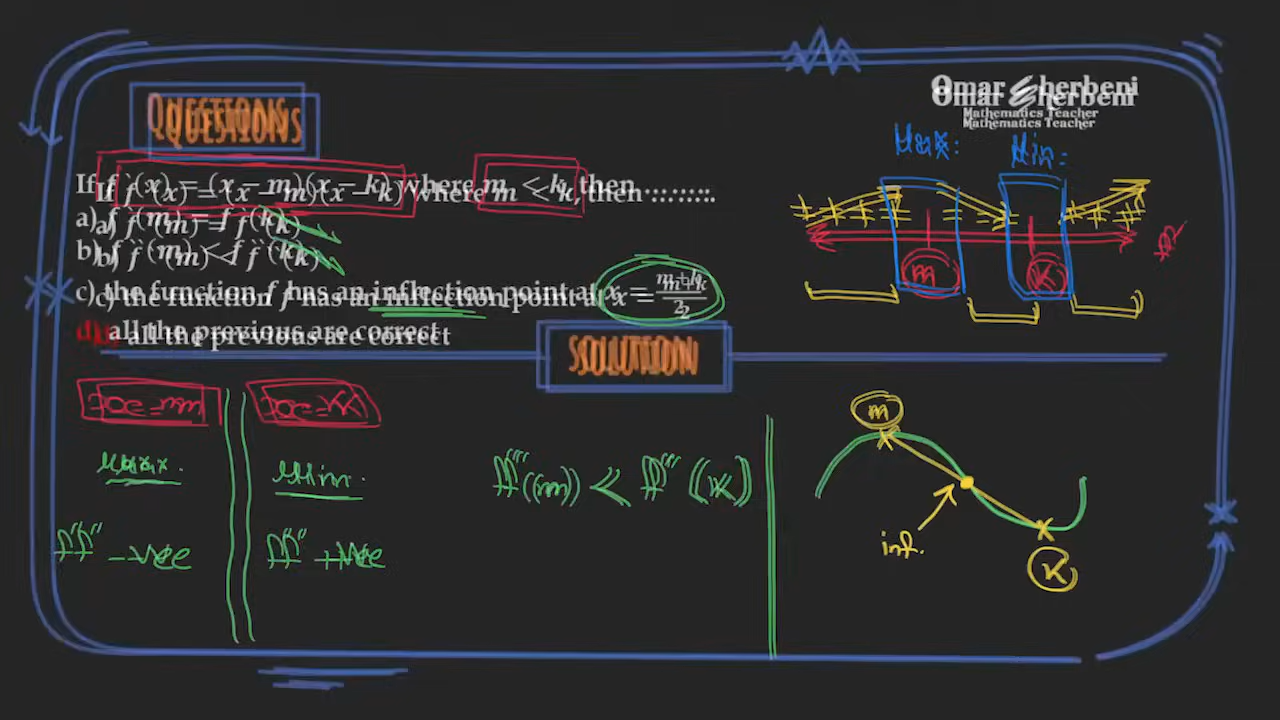 Omar Sherbeni
Mathematics Teacher
QUESTIONS
If f`(x) = (x − m)(x − k) where m < k, then ........
a) f`(m) = f`(k)
b) f``(m) < f``(k)
c) the function f has an inflection point at x = \frac{m+k}{2}
d) all the previous are correct
Max. Min.
m k
SOLUTION
x = m x = k
Max. Min.
f'' −ve f'' +ve
f''(m) < f''(k)
m
inf.
k